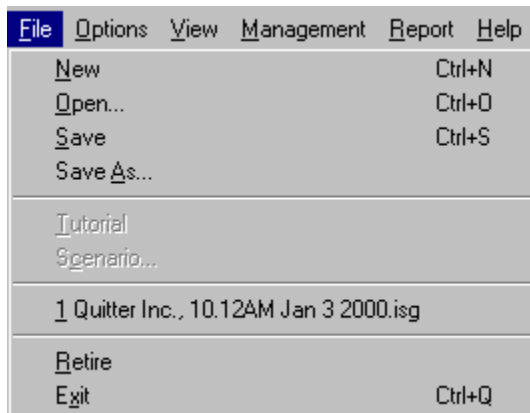 File Options View Management Report Help
New Ctrl+N
Open... Ctrl+O
Save Ctrl+S
Save As...
Tutorial
Scenario...
1 Quitter Inc., 10.12AM Jan 3 2000.isg
Retire
Exit Ctrl+Q